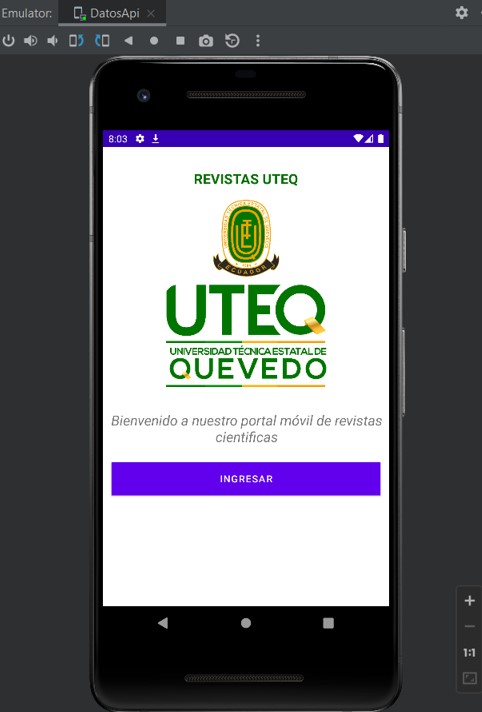 Emulator:
DatosApi
8:03
REVISTAS UTEQ
ECUADOR
UTEQ
UNIVERSIDAD TÉCNICA ESTATAL DE
QUEVEDO
Bienvenido a nuestro portal móvil de revistas
cientificas
INGRESAR
1:1